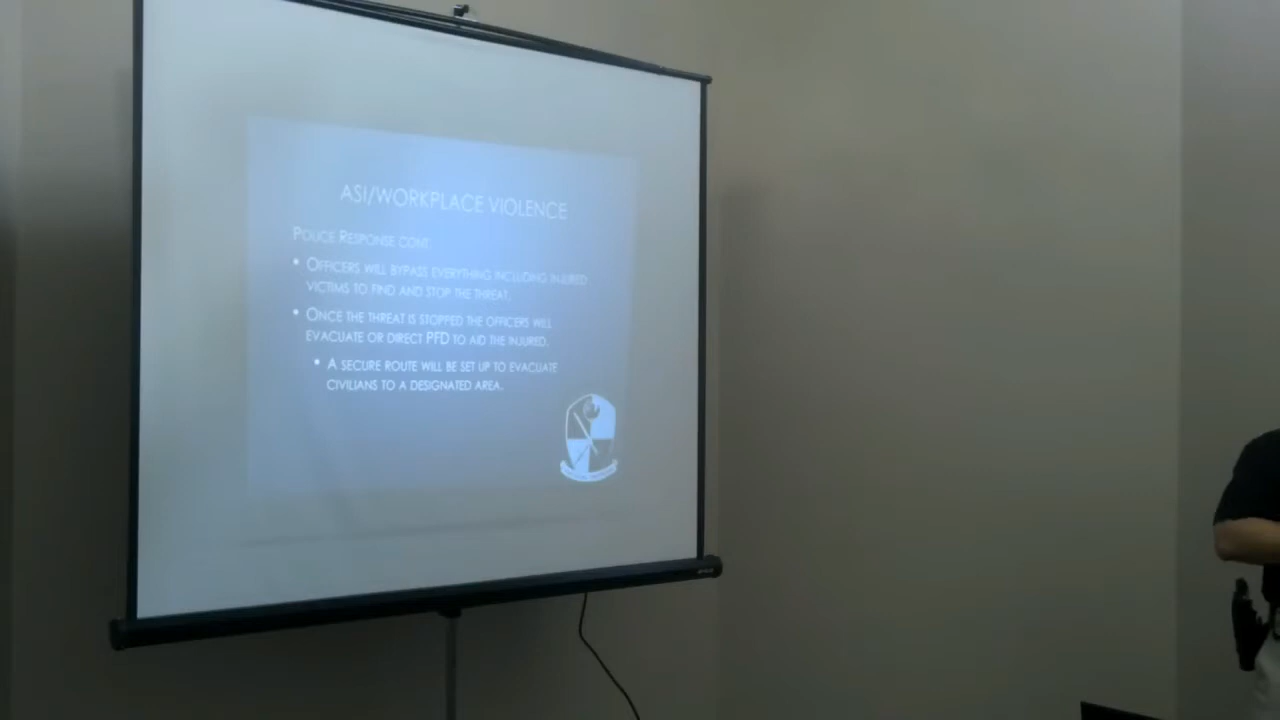 ASI/WORKPLACE VIOLENCE
POLICE RESPONSE CONT.
• OFFICERS WILL BYPASS EVERYTHING INCLUDING INJURED
VICTIMS TO FIND AND STOP THE THREAT.
• ONCE THE THREAT IS STOPPED THE OFFICERS WILL
EVACUATE OR DIRECT PFD TO AID THE INJURED.
• A SECURE ROUTE WILL BE SET UP TO EVACUATE
CIVILIANS TO A DESIGNATED AREA.